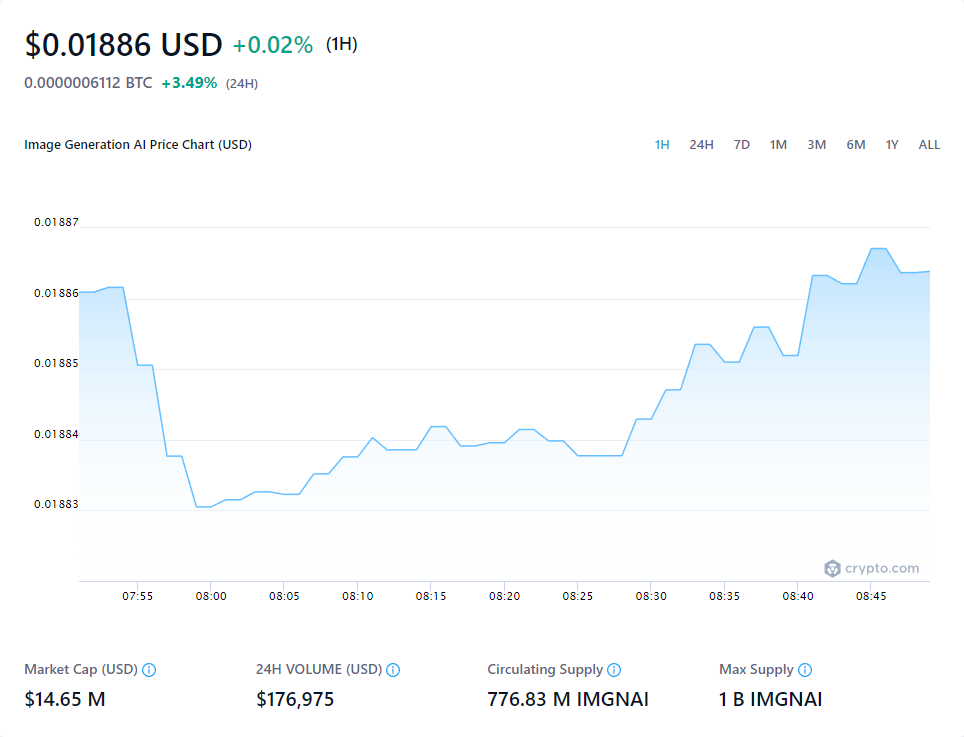 $0.01886 USD +0.02% (1H)
0.0000006112 BTC +3.49% (24H)
Image Generation AI Price Chart (USD) 1H 24H 7D 1M 3M 6M 1Y ALL
0.01887
0.01886
0.01885
0.01884
0.01883
crypto.com
07:55 08:00 08:05 08:10 08:15 08:20 08:25 08:30 08:35 08:40 08:45
Market Cap (USD) 24H VOLUME (USD) Circulating Supply Max Supply
$14.65 M $176,975 776.83 M IMGNAI 1 B IMGNAI